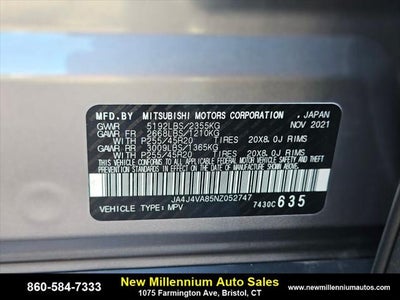 MFD.BY MITSUBISHI MOTORS CORPORATION , JAPAN
GVWR 5192LBS/2355KG NOV 2021
GAWR FR 2668LBS/1210KG
WITH P255/45R20 TIRES, 20X8.0J RIMS
GAWR RR 3009LBS/1365KG
WITH P255/45R20 TIRES, 20X8.0J RIMS
THIS VEHICLE CONFORMS TO ALL APPLICABLE
FEDERAL MOTOR VEHICLE SAFETY AND THEFT
PREVENTION STANDARDS IN EFFECT ON THE DATE
OF MANUFACTURE SHOWN ABOVE.
JA4J4VA85NZ052747
VEHICLE TYPE: MPV 7430C 635
860-584-7333
New Millennium Auto Sales
1075 Farmington Ave, Bristol, CT
www.newmillenniumautos.com